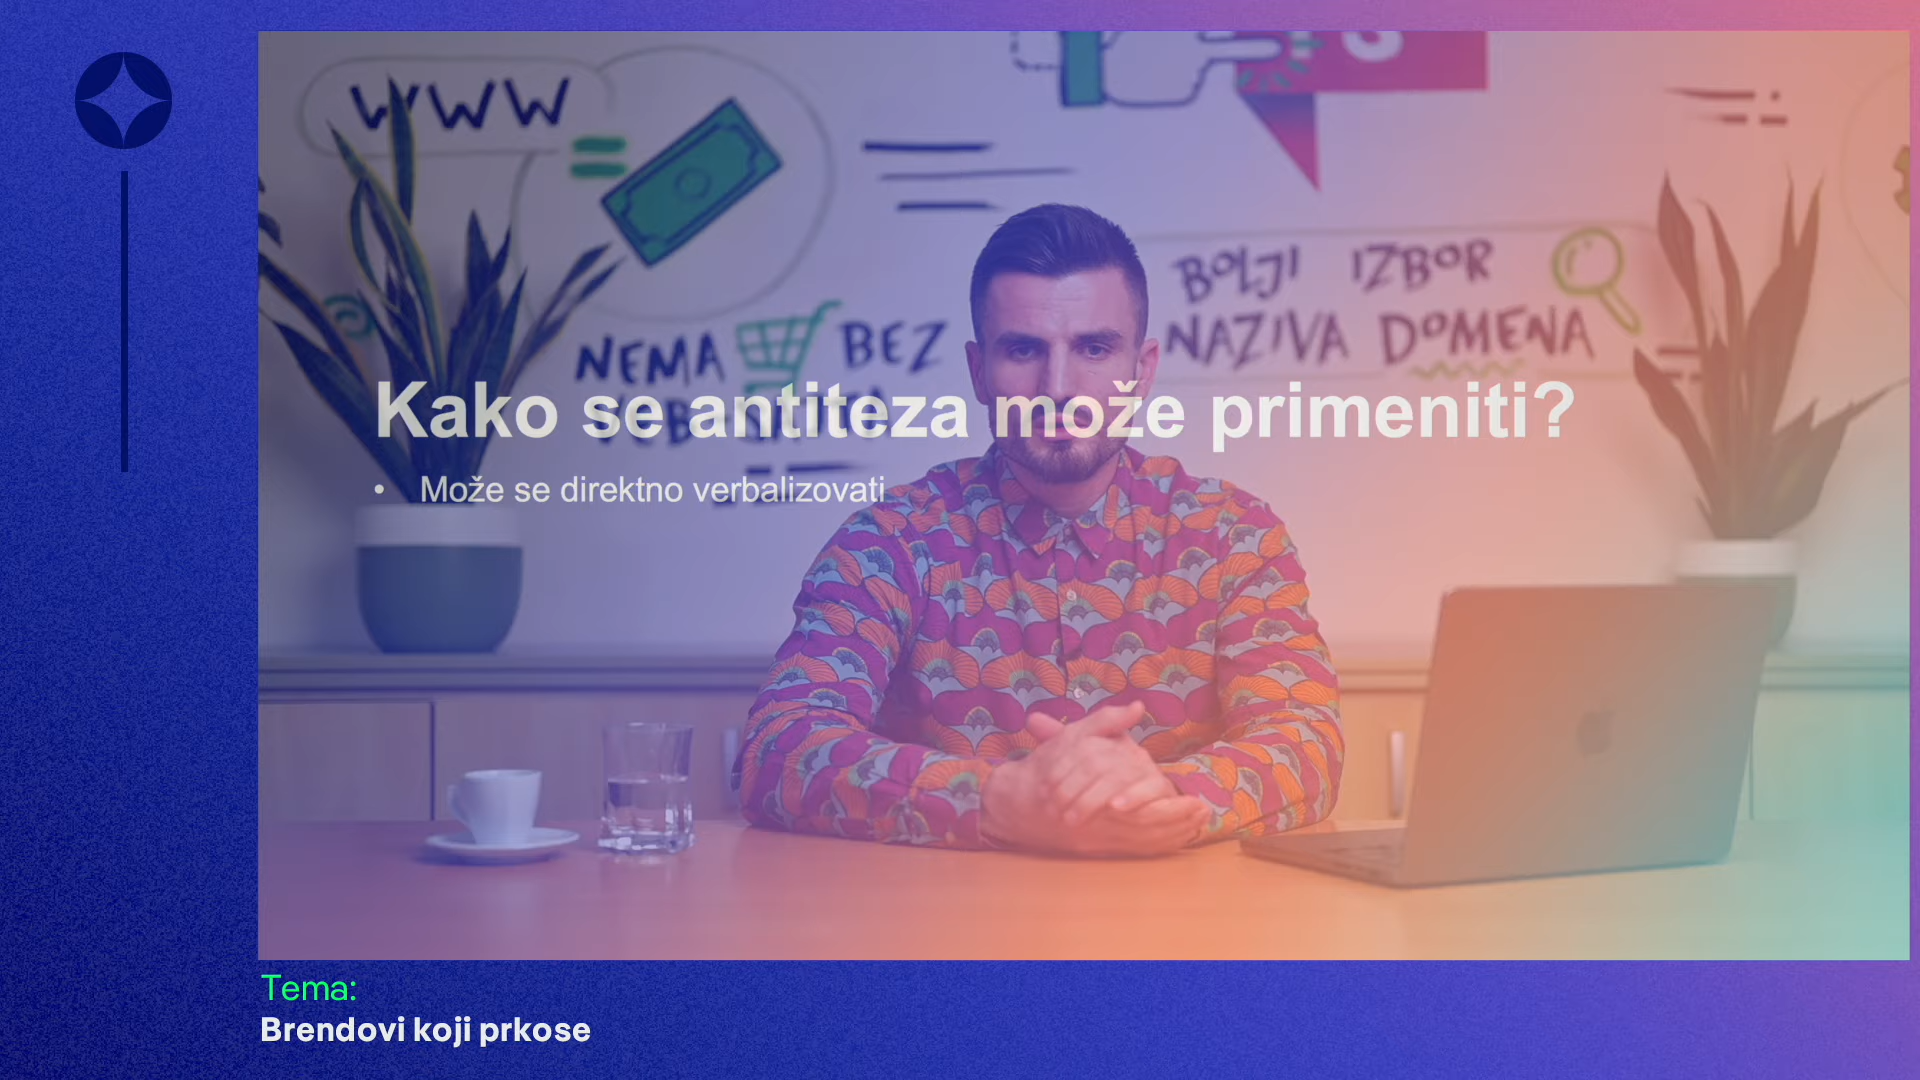 www
BOLJI IZBOR
NAZIVA DOMENA
NEMA BEZ
Kako se antiteza može primeniti?
• Može se direktno verbalizovati
Tema:
Brendovi koji prkose